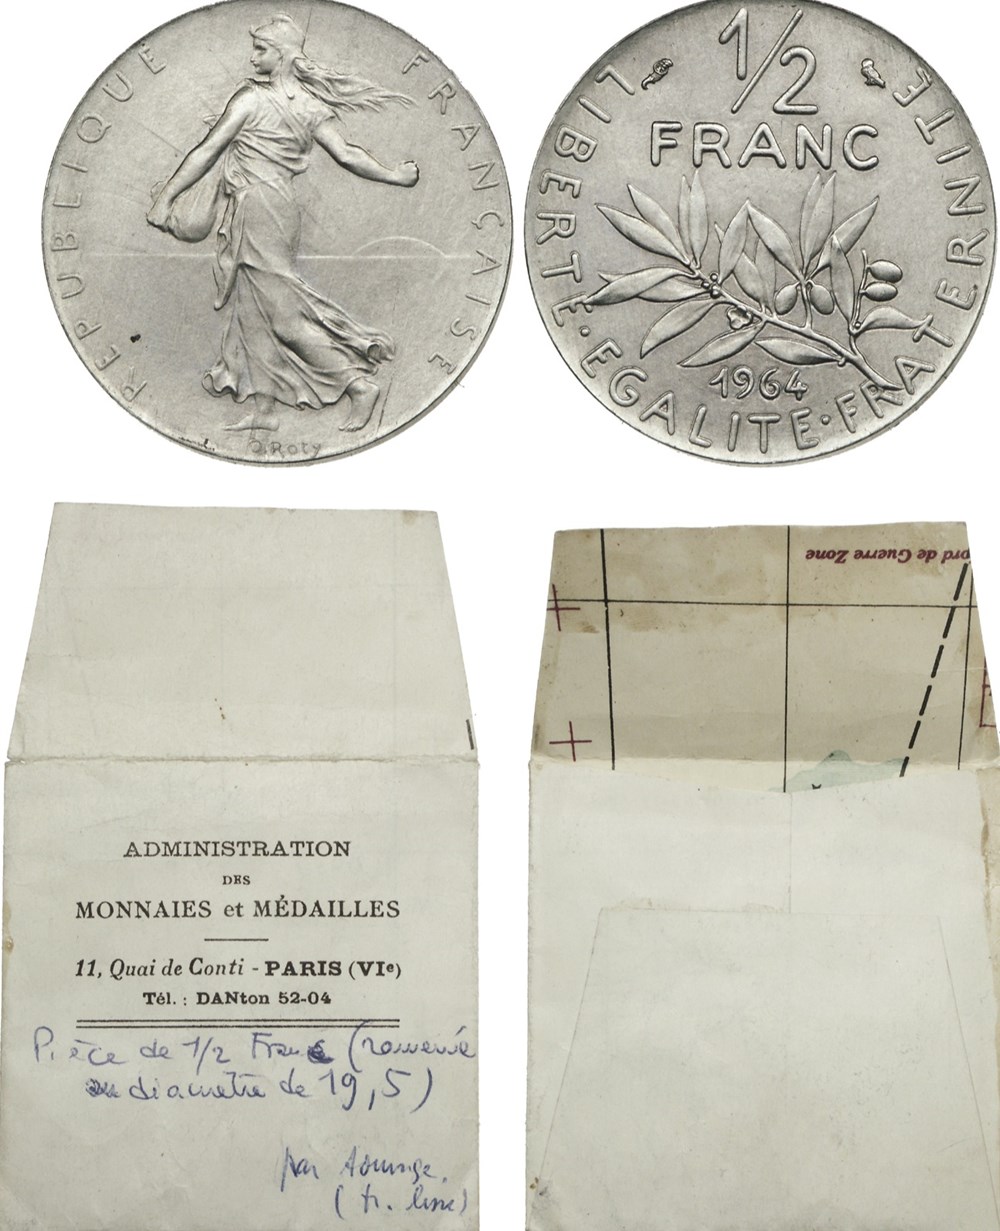 REPUBLIQUE FRANÇAISE
O. Roty
1/2
FRANC
LIBERTE · EGALITE · FRATERNITE
1964
ord de Guerre Zone
ADMINISTRATION
DES
MONNAIES et MÉDAILLES
11, Quai de Conti - PARIS (VIe)
Tél. : DANton 52-04
Pièce de 1/2 Franc (ramenée
au diamètre de 19,5)
par